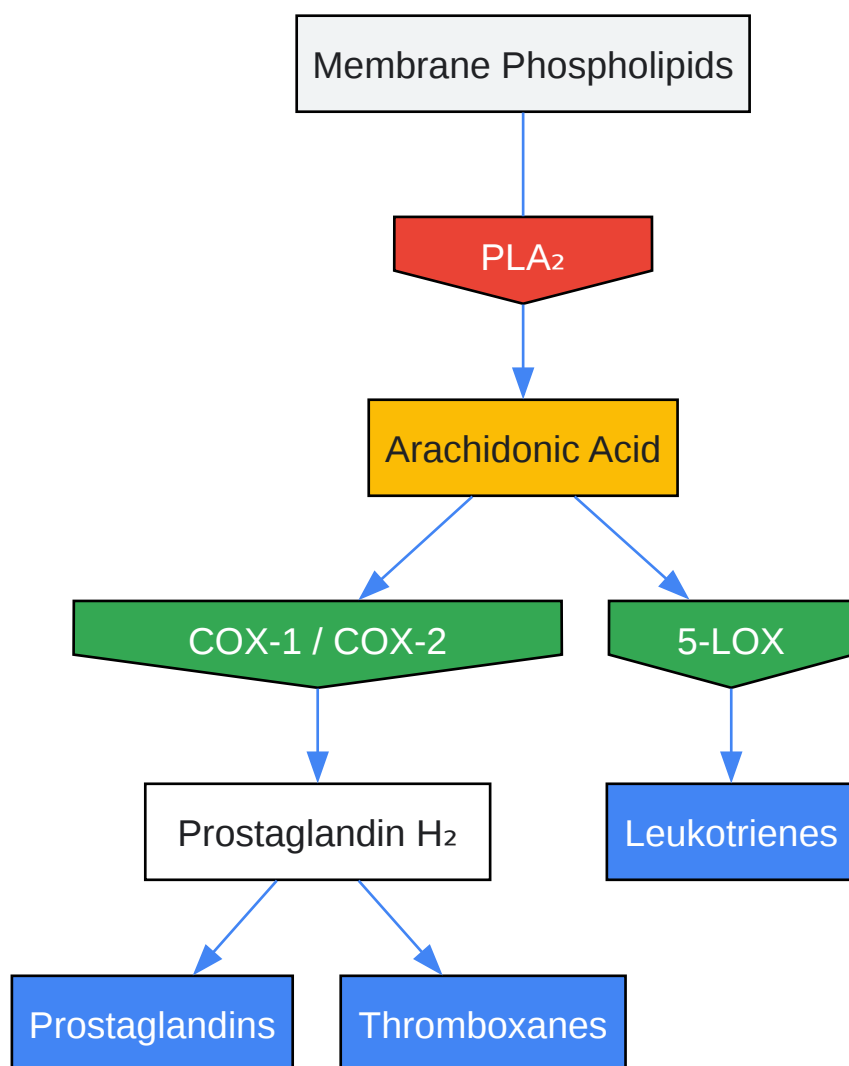 Membrane Phospholipids
PLA₂
Arachidonic Acid
COX-1 / COX-2
5-LOX
Prostaglandin H₂
Leukotrienes
Prostaglandins
Thromboxanes